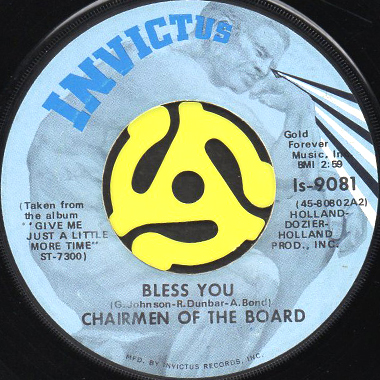 INVICTUS
Gold
Forever
Music, In
BMI 2:59
Is-9081
(45-80802A2)
HOLLAND-
DOZIER-
HOLLAND
PROD., INC.
(Taken from
the album
"GIVE ME
JUST A LITTLE
MORE TIME"
ST-7300)
BLESS YOU
(G. Johnson-R. Dunbar-A. Bond)
CHAIRMEN OF THE BOARD
MFD. BY INVICTUS RECORDS, INC.